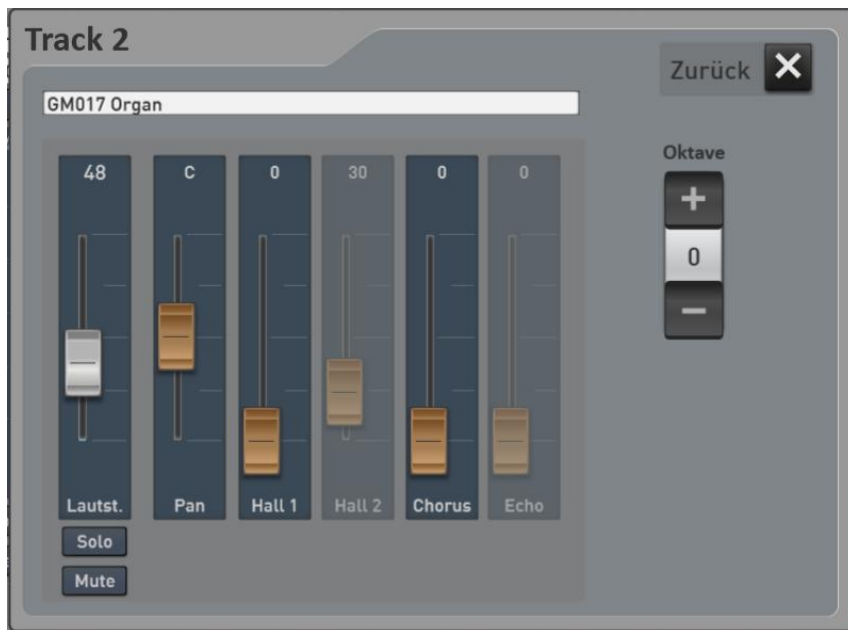 Track 2
Zurück
GM017 Organ
Oktave
48 C 0 30 0 0
+
0
−
Lautst. Pan Hall 1 Hall 2 Chorus Echo
Solo
Mute